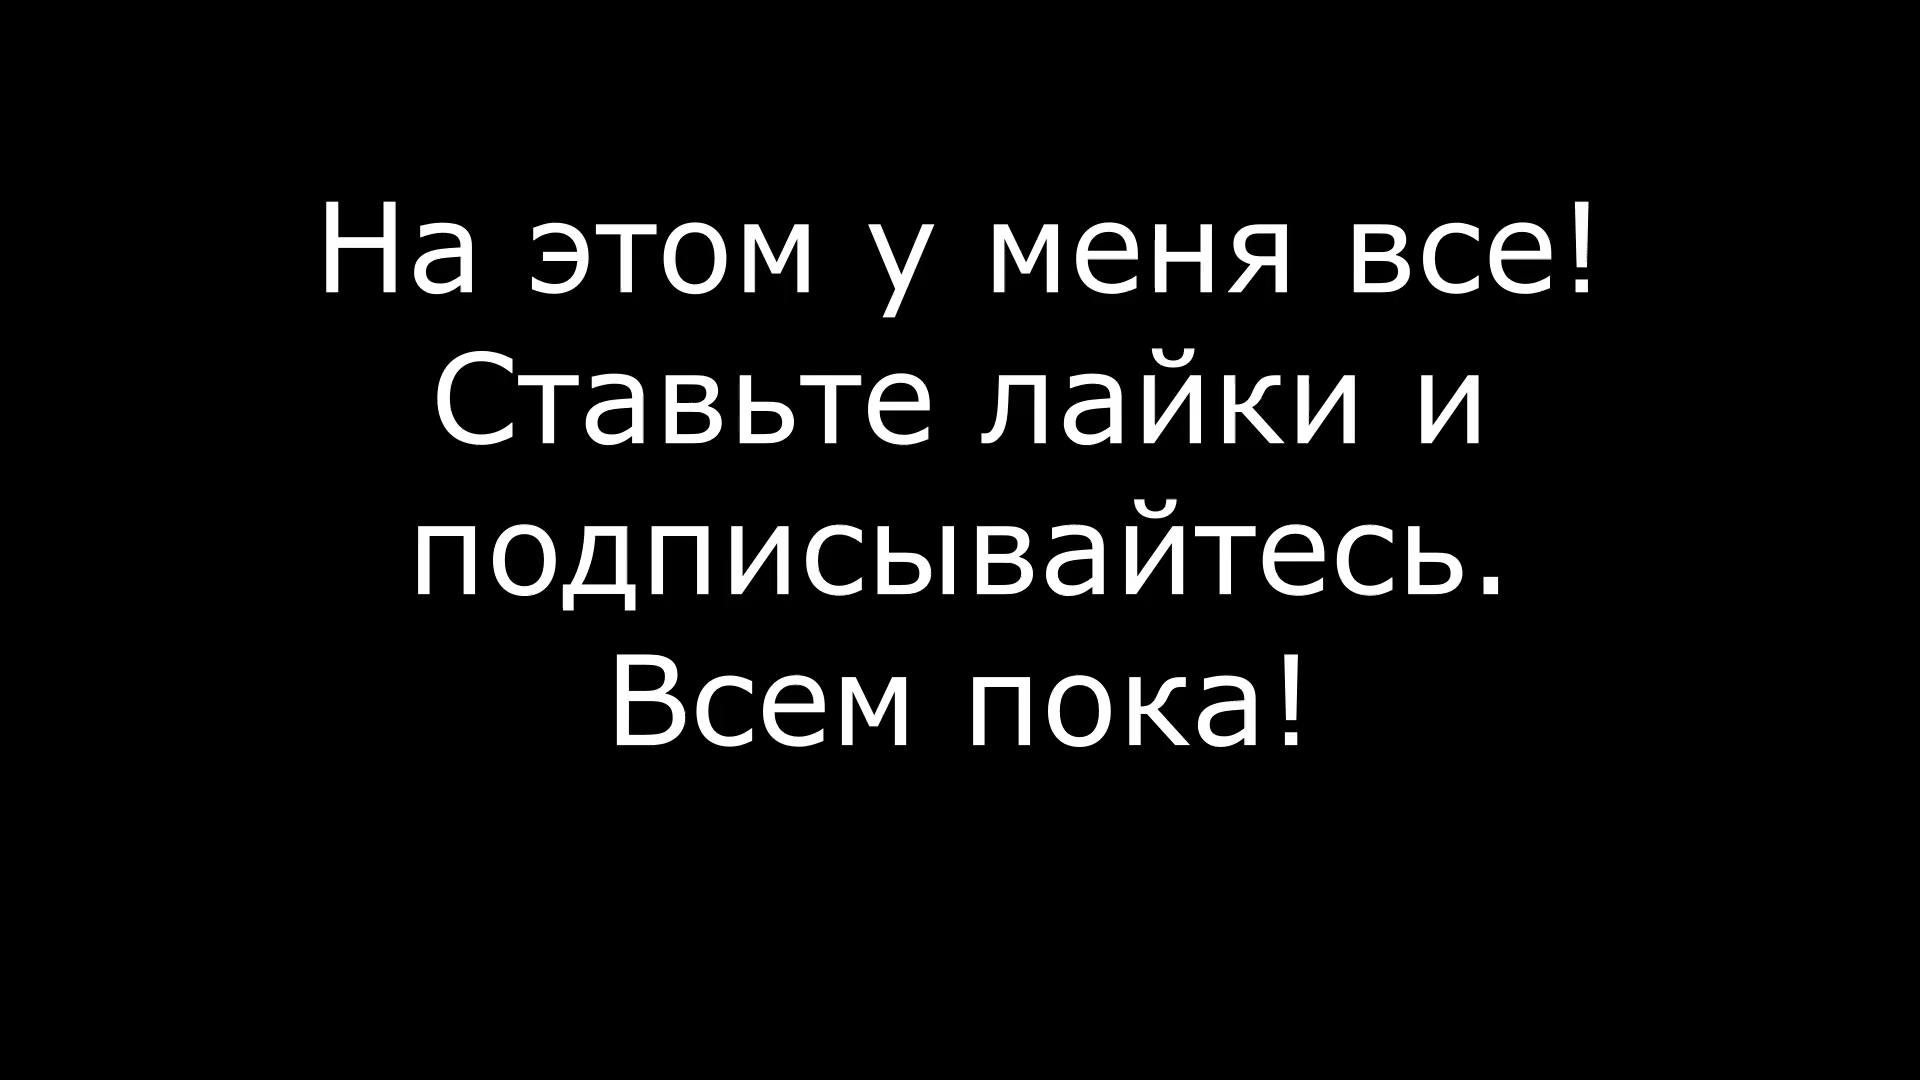 На этом у меня все!
Ставьте лайки и
подписывайтесь.
Всем пока!